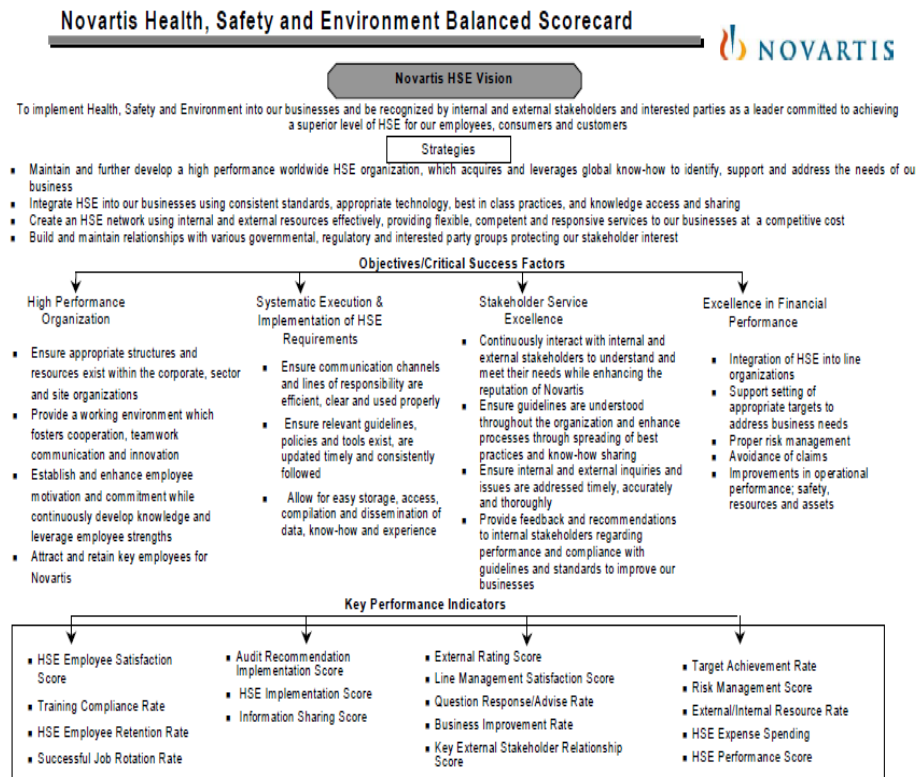 Novartis Health, Safety and Environment Balanced Scorecard
NOVARTIS
Novartis HSE Vision
To implement Health, Safety and Environment into our businesses and be recognized by internal and external stakeholders and interested parties as a leader committed to achieving
a superior level of HSE for our employees, consumers and customers
Strategies
▪ Maintain and further develop a high performance worldwide HSE organization, which acquires and leverages global know-how to identify, support and address the needs of ou
business
▪ Integrate HSE into our businesses using consistent standards, appropriate technology, best in class practices, and knowledge access and sharing
▪ Create an HSE network using internal and external resources effectively, providing flexible, competent and responsive services to our businesses at a competitive cost
▪ Build and maintain relationships with various governmental, regulatory and interested party groups protecting our stakeholder interest
Objectives/Critical Success Factors
High Performance
Organization
▪ Ensure appropriate structures and
resources exist within the corporate, sector
and site organizations
▪ Provide a working environment which
fosters cooperation, teamwork
communication and innovation
▪ Establish and enhance employee
motivation and commitment while
continuously develop knowledge and
leverage employee strengths
▪ Attract and retain key employees for
Novartis
Systematic Execution &
Implementation of HSE
Requirements
▪ Ensure communication channels
and lines of responsibility are
efficient, clear and used properly
▪ Ensure relevant guidelines,
policies and tools exist, are
updated timely and consistently
followed
▪ Allow for easy storage, access,
compilation and dissemination of
data, know-how and experience
Stakeholder Service
Excellence
▪ Continuously interact with internal and
external stakeholders to understand and
meet their needs while enhancing the
reputation of Novartis
▪ Ensure guidelines are understood
throughout the organization and enhance
processes through spreading of best
practices and know-how sharing
▪ Ensure internal and external inquiries and
issues are addressed timely, accurately
and thoroughly
▪ Provide feedback and recommendations
to internal stakeholders regarding
performance and compliance with
guidelines and standards to improve our
businesses
Excellence in Financial
Performance
▪ Integration of HSE into line
organizations
▪ Support setting of
appropriate targets to
address business needs
▪ Proper risk management
▪ Avoidance of claims
▪ Improvements in operational
performance; safety,
resources and assets
Key Performance Indicators
▪ HSE Employee Satisfaction
Score
▪ Training Compliance Rate
▪ HSE Employee Retention Rate
▪ Successful Job Rotation Rate
▪ Audit Recommendation
Implementation Score
▪ HSE Implementation Score
▪ Information Sharing Score
▪ External Rating Score
▪ Line Management Satisfaction Score
▪ Question Response/Advise Rate
▪ Business Improvement Rate
▪ Key External Stakeholder Relationship
Score
▪ Target Achievement Rate
▪ Risk Management Score
▪ External/Internal Resource Rate
▪ HSE Expense Spending
▪ HSE Performance Score